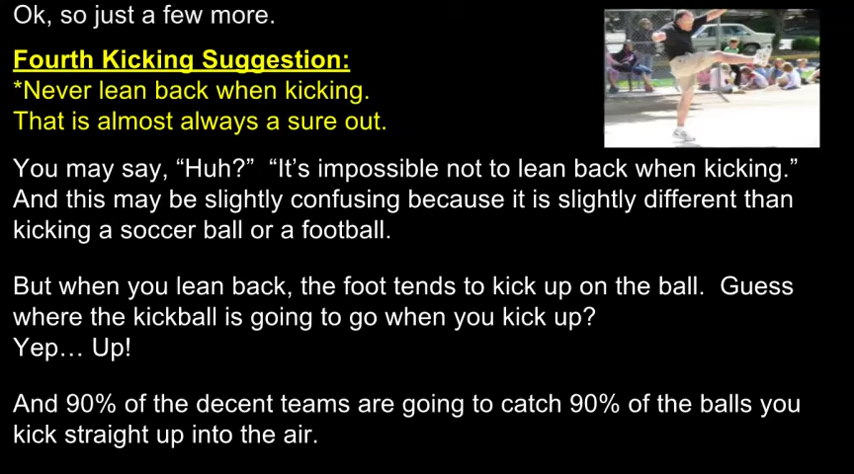 Ok, so just a few more.
Fourth Kicking Suggestion:
*Never lean back when kicking.
That is almost always a sure out.
You may say, “Huh?”  “It’s impossible not to lean back when kicking.”
And this may be slightly confusing because it is slightly different than
kicking a soccer ball or a football.
But when you lean back, the foot tends to kick up on the ball.  Guess
where the kickball is going to go when you kick up?
Yep… Up!
And 90% of the decent teams are going to catch 90% of the balls you
kick straight up into the air.